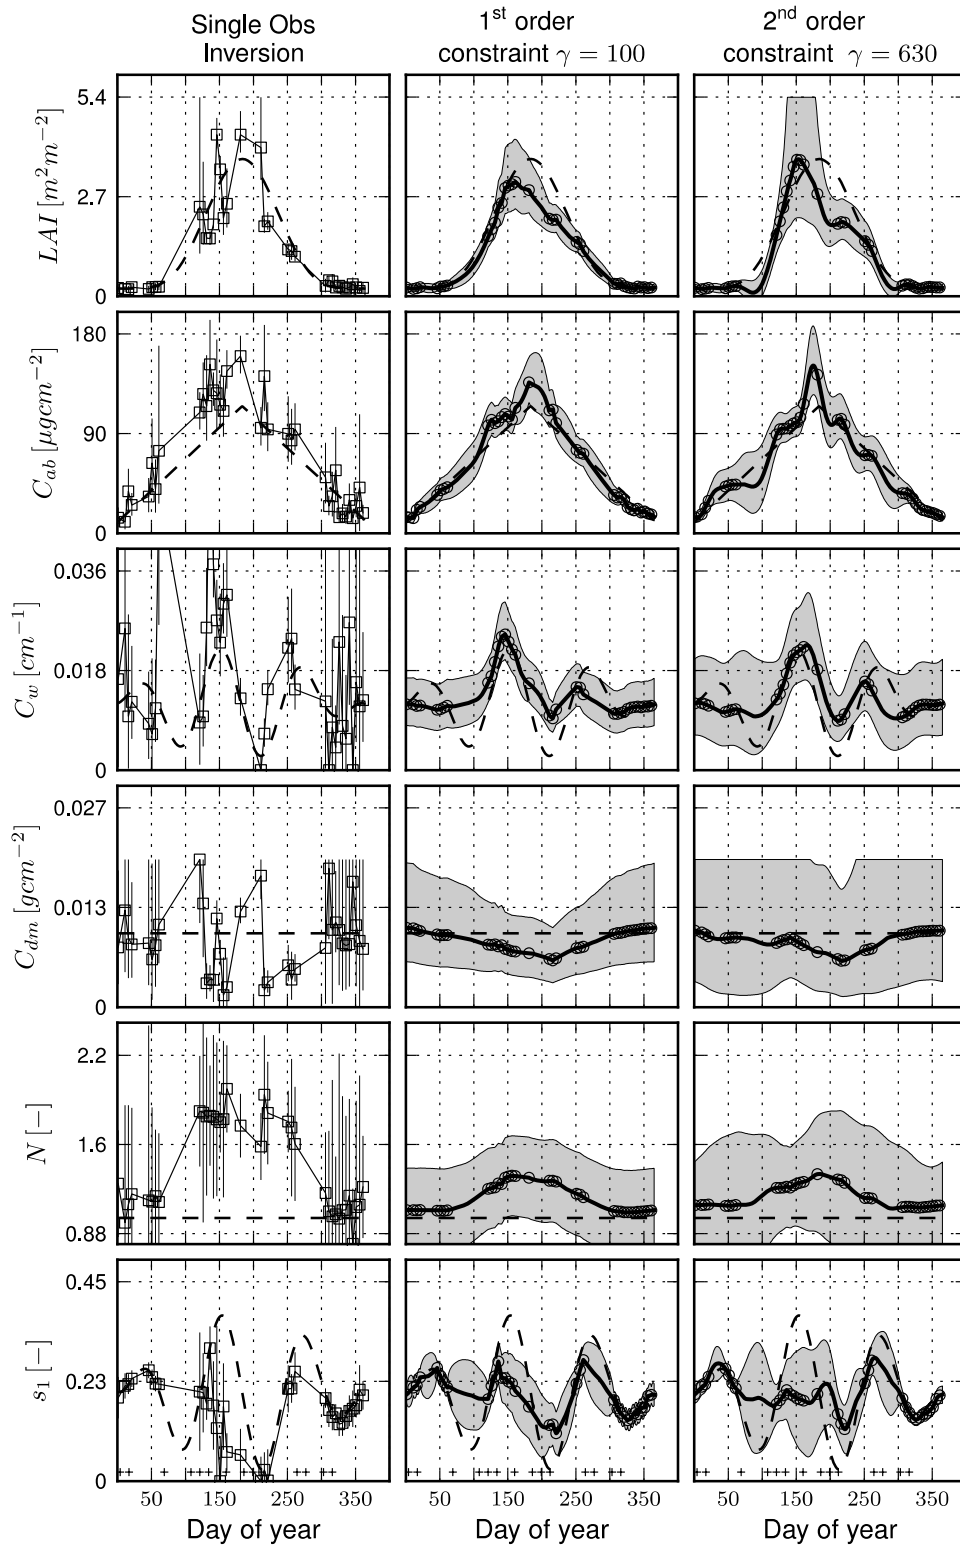 Single Obs
Inversion
1st order
constraint γ = 100
2nd order
constraint γ = 630
LAI [m²m⁻²]
5.4
2.7
0
C_ab [μgcm⁻²]
180
90
0
C_w [cm⁻¹]
0.036
0.018
0
C_dm [gcm⁻²]
0.027
0.013
0
N [−]
2.2
1.6
0.88
s₁ [−]
0.45
0.23
0
50 150 250 350
50 150 250 350
50 150 250 350
Day of year
Day of year
Day of year